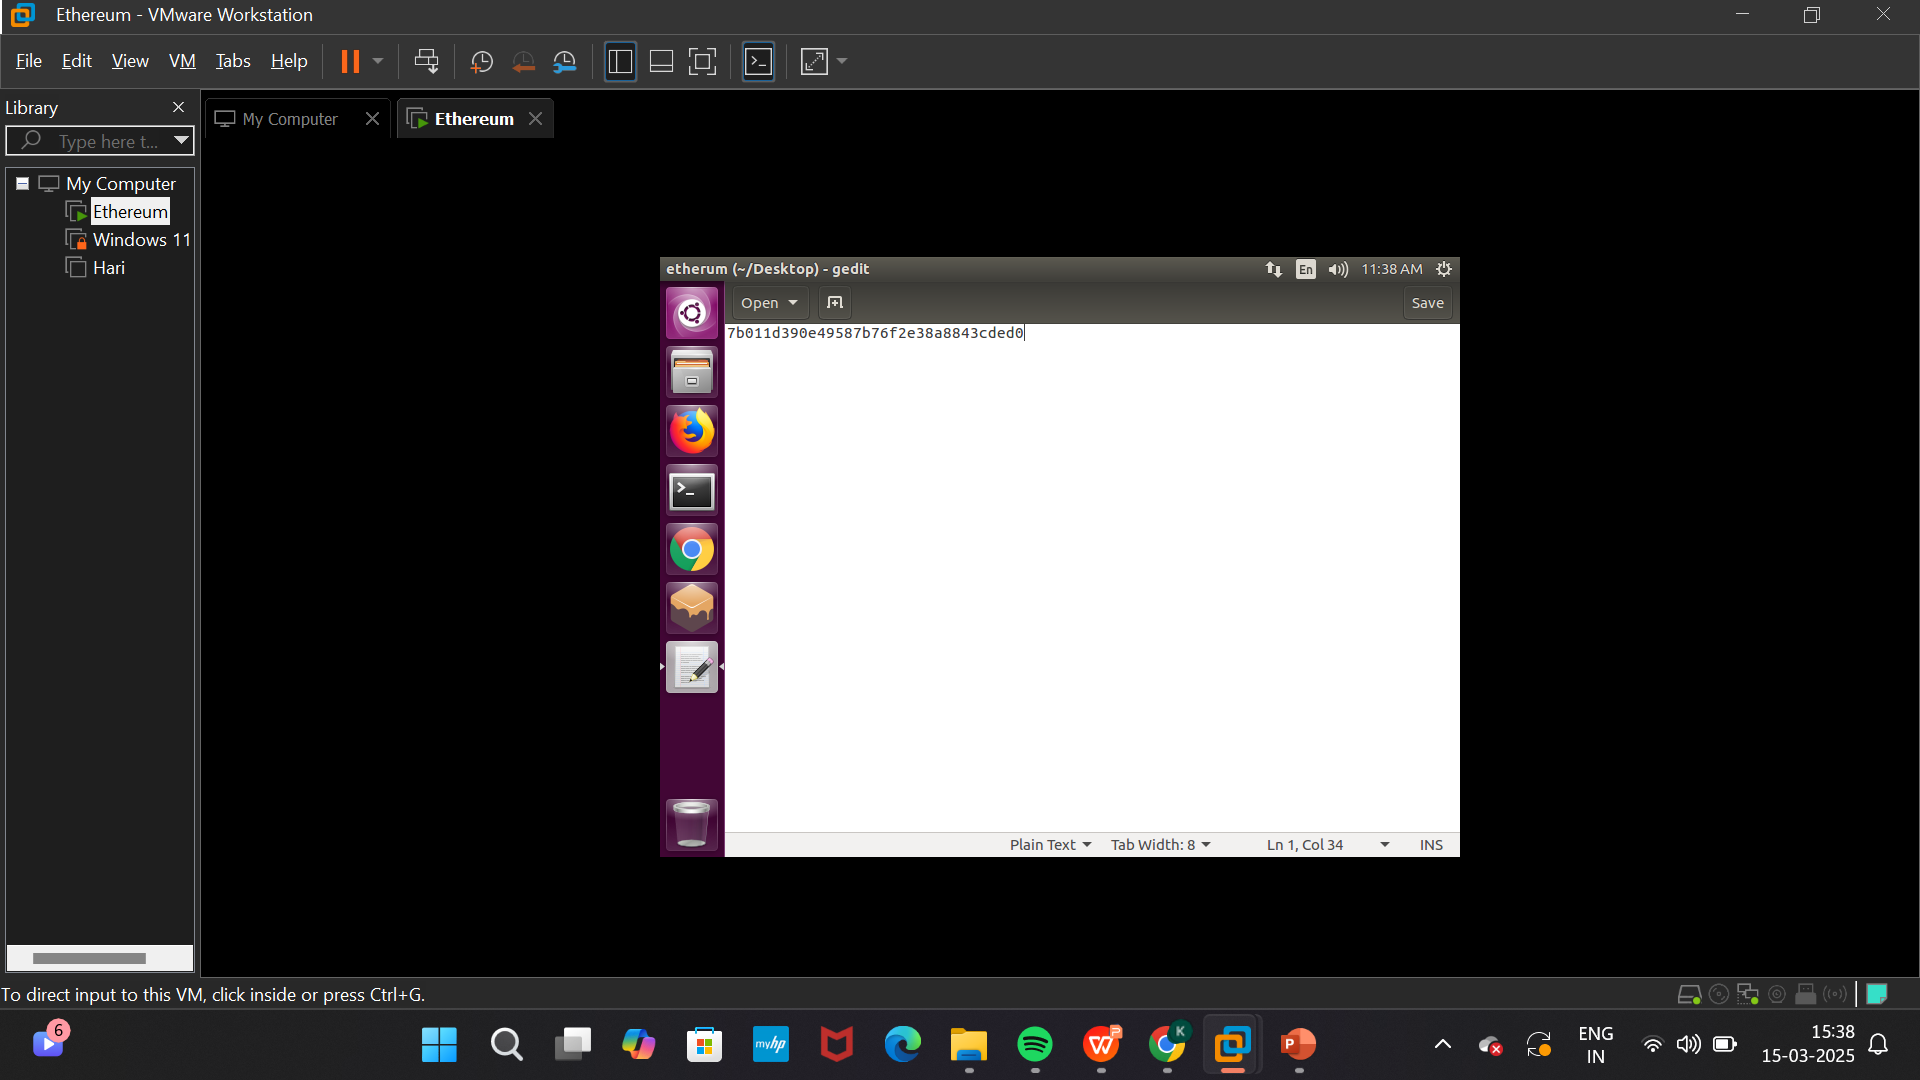 Ethereum - VMware Workstation
File Edit View VM Tabs Help
Library
Type here t...
My Computer
Ethereum
Windows 11
Hari
My Computer
Ethereum
etherum (~/Desktop) - gedit
En
11:38 AM
Open
Save
7b011d390e49587b76f2e38a8843cded0
Plain Text
Tab Width: 8
Ln 1, Col 34
INS
To direct input to this VM, click inside or press Ctrl+G.
6
myhp
W
P
K
P
ENG
IN
15:38
15-03-2025